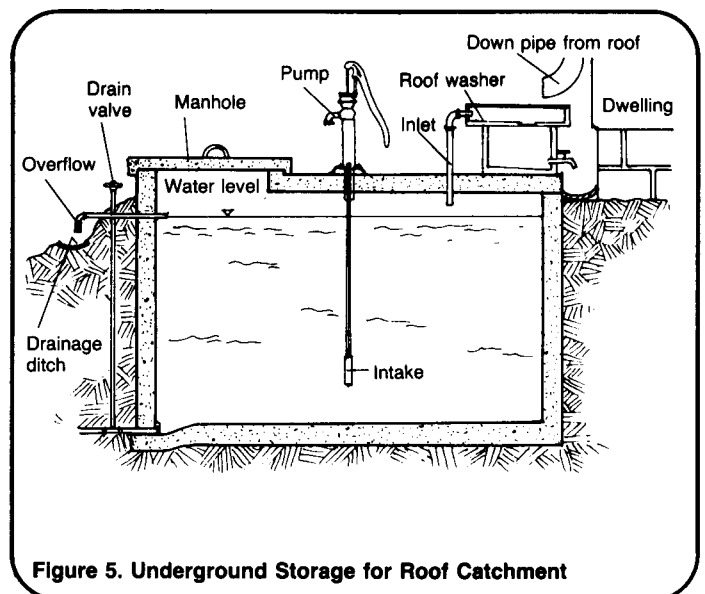 Down pipe from roof
Pump
Roof washer
Drain
valve
Manhole
Dwelling
Inlet
Overflow
Water level
Drainage
ditch
Intake
Figure 5. Underground Storage for Roof Catchment